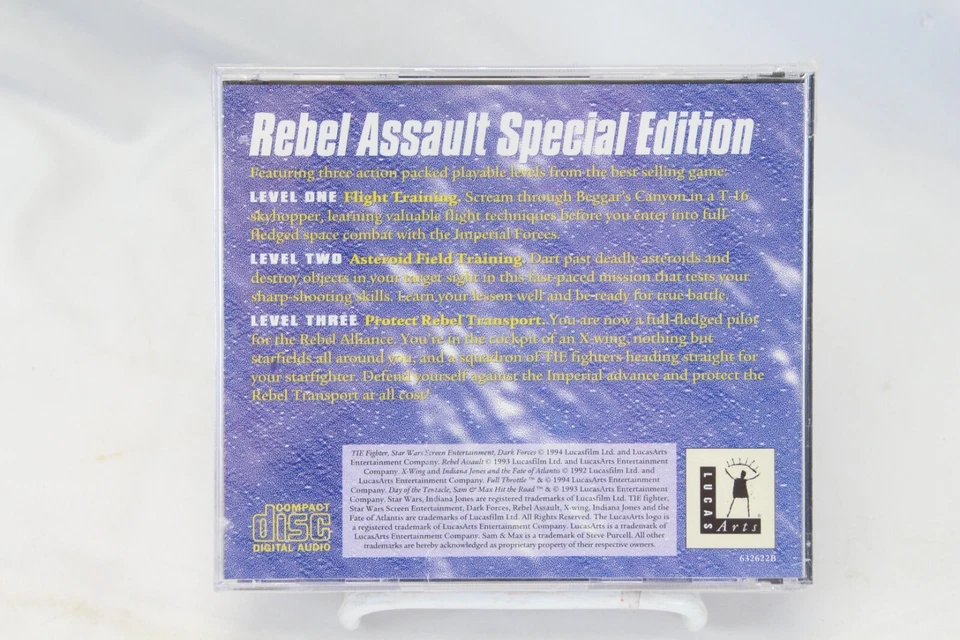 Rebel Assault Special Edition
Featuring three action packed playable levels from the best selling game:
LEVEL ONE Flight Training. Scream through Beggar's Canyon in a T-16
skyhopper, learning valuable flight techniques before you enter into full-
fledged space combat with the Imperial Forces.
LEVEL TWO Asteroid Field Training. Dart past deadly asteroids and
destroy objects in your target sight in this fast-paced mission that tests your
sharp-shooting skills. Learn your lesson well and be ready for true battle.
LEVEL THREE Protect Rebel Transport. You are now a full-fledged pilot
for the Rebel Alliance. You're in the cockpit of an X-wing, nothing but
starfields all around you, and a squadron of TIE fighters heading straight for
your starfighter. Defend yourself against the Imperial advance and protect the
Rebel Transport at all cost!
TIE Fighter, Star Wars Screen Entertainment, Dark Forces © 1994 Lucasfilm Ltd. and LucasArts
Entertainment Company. Rebel Assault © 1993 Lucasfilm Ltd. and LucasArts Entertainment
Company. X-Wing and Indiana Jones and the Fate of Atlantis © 1992 Lucasfilm Ltd. and
LucasArts Entertainment Company. Full Throttle ™ & © 1994 LucasArts Entertainment
Company. Day of the Tentacle, Sam & Max Hit the Road ™ & © 1993 LucasArts Entertainment
Company. Star Wars, Indiana Jones are registered trademarks of Lucasfilm Ltd. TIE fighter,
Star Wars Screen Entertainment, Dark Forces, Rebel Assault, X-wing, Indiana Jones and the
Fate of Atlantis are trademarks of Lucasfilm Ltd. All Rights Reserved. The LucasArts logo is
a registered trademark of LucasArts Entertainment Company. LucasArts is a trademark of
LucasArts Entertainment Company. Sam & Max is a trademark of Steve Purcell. All other
trademarks are hereby acknowledged as proprietary property of their respective owners.
COMPACT
disc
DIGITAL AUDIO
LUCAS
Arts
®
632622B